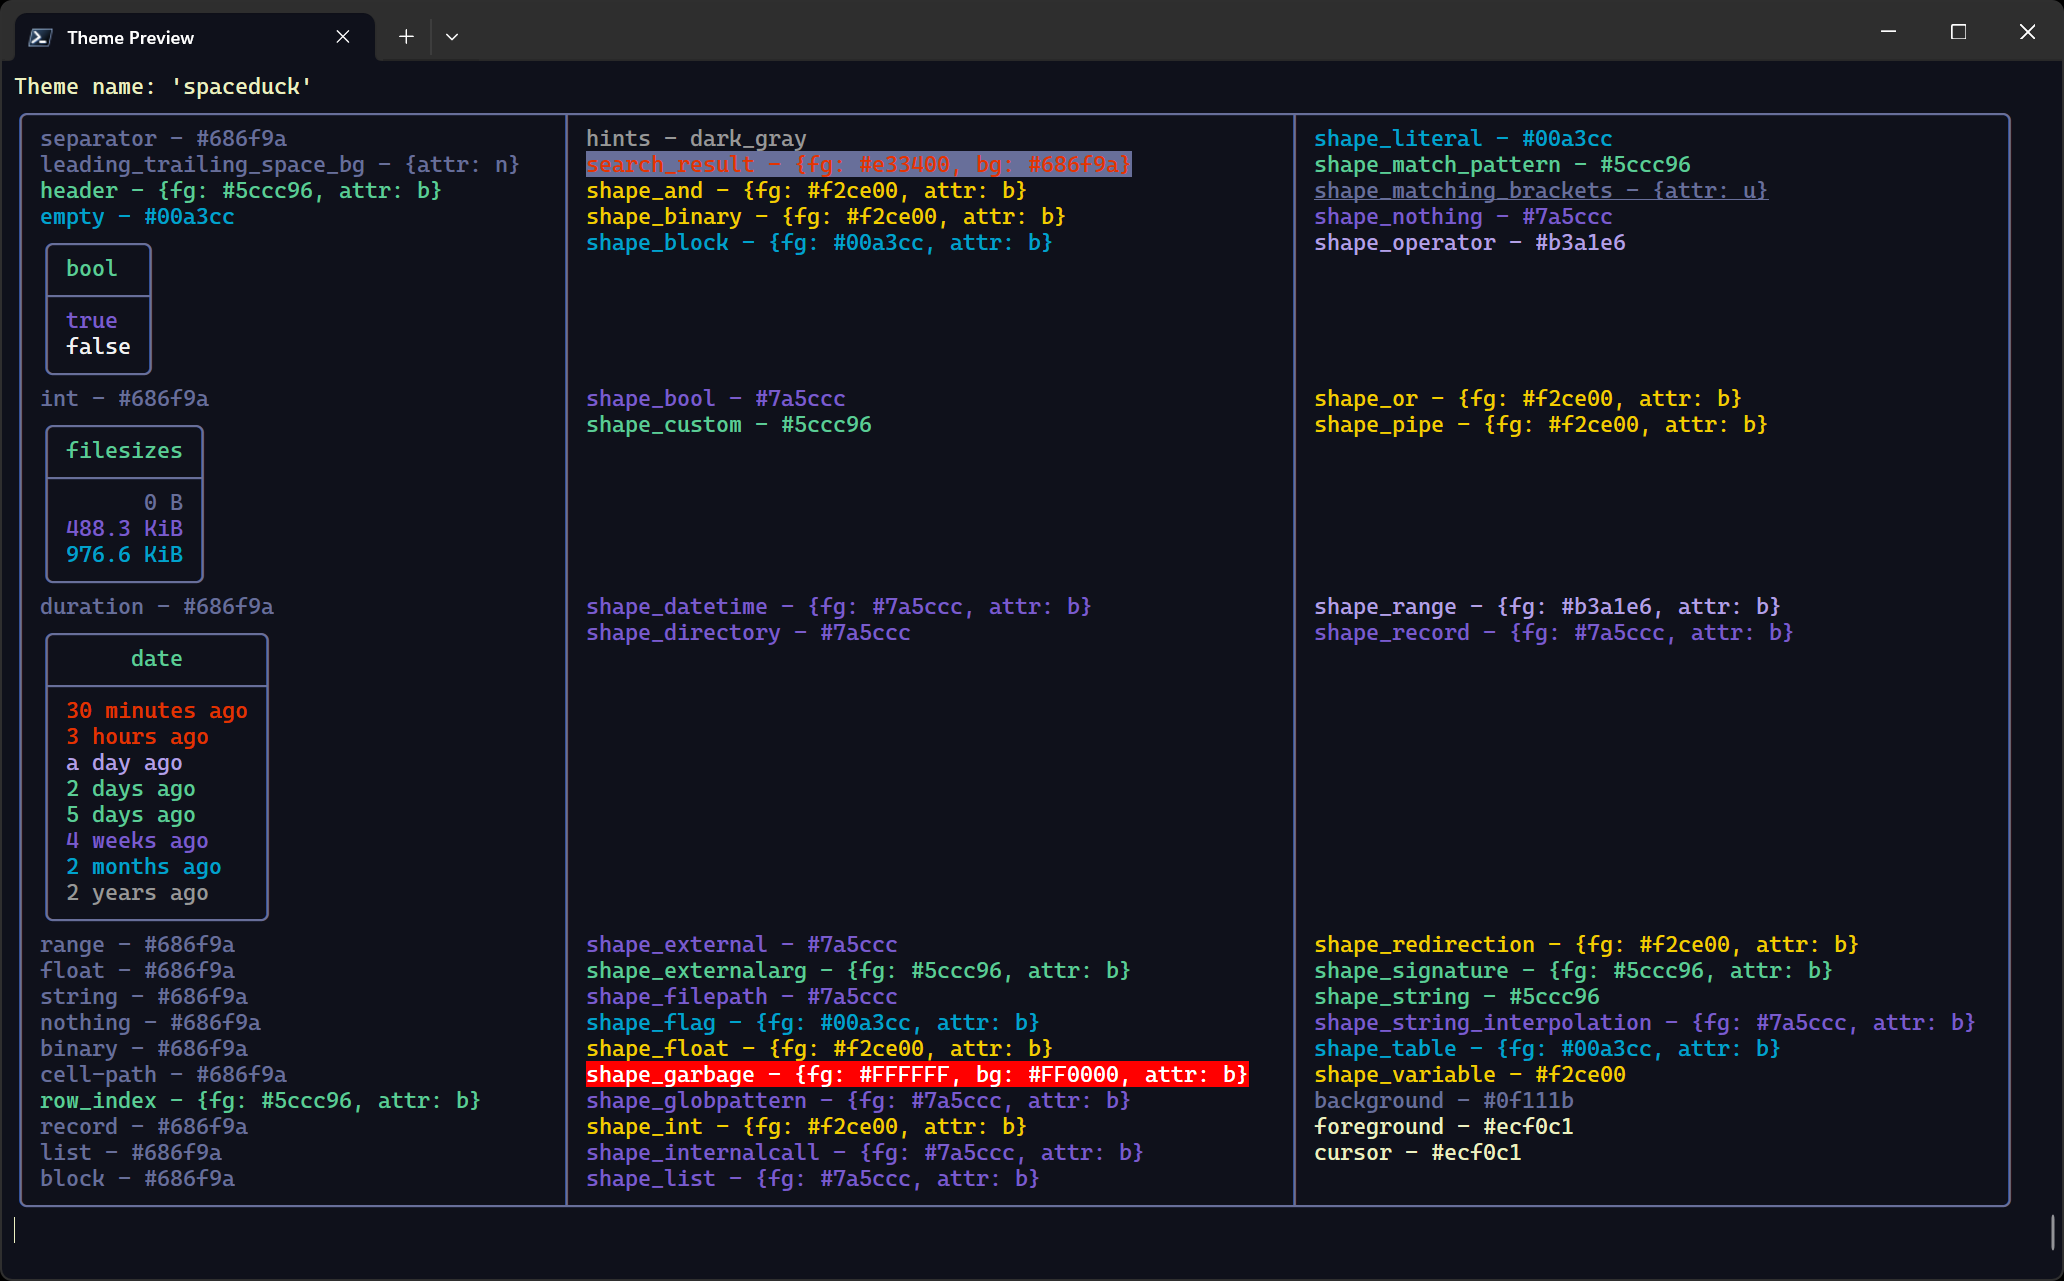 Theme Preview
Theme name: 'spaceduck'
separator - #686f9a
leading_trailing_space_bg - {attr: n}
header - {fg: #5ccc96, attr: b}
empty - #00a3cc
bool
true
false
int - #686f9a
filesizes
0 B
488.3 KiB
976.6 KiB
duration - #686f9a
date
30 minutes ago
3 hours ago
a day ago
2 days ago
5 days ago
4 weeks ago
2 months ago
2 years ago
range - #686f9a
float - #686f9a
string - #686f9a
nothing - #686f9a
binary - #686f9a
cell-path - #686f9a
row_index - {fg: #5ccc96, attr: b}
record - #686f9a
list - #686f9a
block - #686f9a
hints - dark_gray
search_result - {fg: #e33400, bg: #686f9a}
shape_and - {fg: #f2ce00, attr: b}
shape_binary - {fg: #f2ce00, attr: b}
shape_block - {fg: #00a3cc, attr: b}
shape_bool - #7a5ccc
shape_custom - #5ccc96
shape_datetime - {fg: #7a5ccc, attr: b}
shape_directory - #7a5ccc
shape_external - #7a5ccc
shape_externalarg - {fg: #5ccc96, attr: b}
shape_filepath - #7a5ccc
shape_flag - {fg: #00a3cc, attr: b}
shape_float - {fg: #f2ce00, attr: b}
shape_garbage - {fg: #FFFFFF, bg: #FF0000, attr: b}
shape_globpattern - {fg: #7a5ccc, attr: b}
shape_int - {fg: #f2ce00, attr: b}
shape_internalcall - {fg: #7a5ccc, attr: b}
shape_list - {fg: #7a5ccc, attr: b}
shape_literal - #00a3cc
shape_match_pattern - #5ccc96
shape_matching_brackets - {attr: u}
shape_nothing - #7a5ccc
shape_operator - #b3a1e6
shape_or - {fg: #f2ce00, attr: b}
shape_pipe - {fg: #f2ce00, attr: b}
shape_range - {fg: #b3a1e6, attr: b}
shape_record - {fg: #7a5ccc, attr: b}
shape_redirection - {fg: #f2ce00, attr: b}
shape_signature - {fg: #5ccc96, attr: b}
shape_string - #5ccc96
shape_string_interpolation - {fg: #7a5ccc, attr: b}
shape_table - {fg: #00a3cc, attr: b}
shape_variable - #f2ce00
background - #0f111b
foreground - #ecf0c1
cursor - #ecf0c1